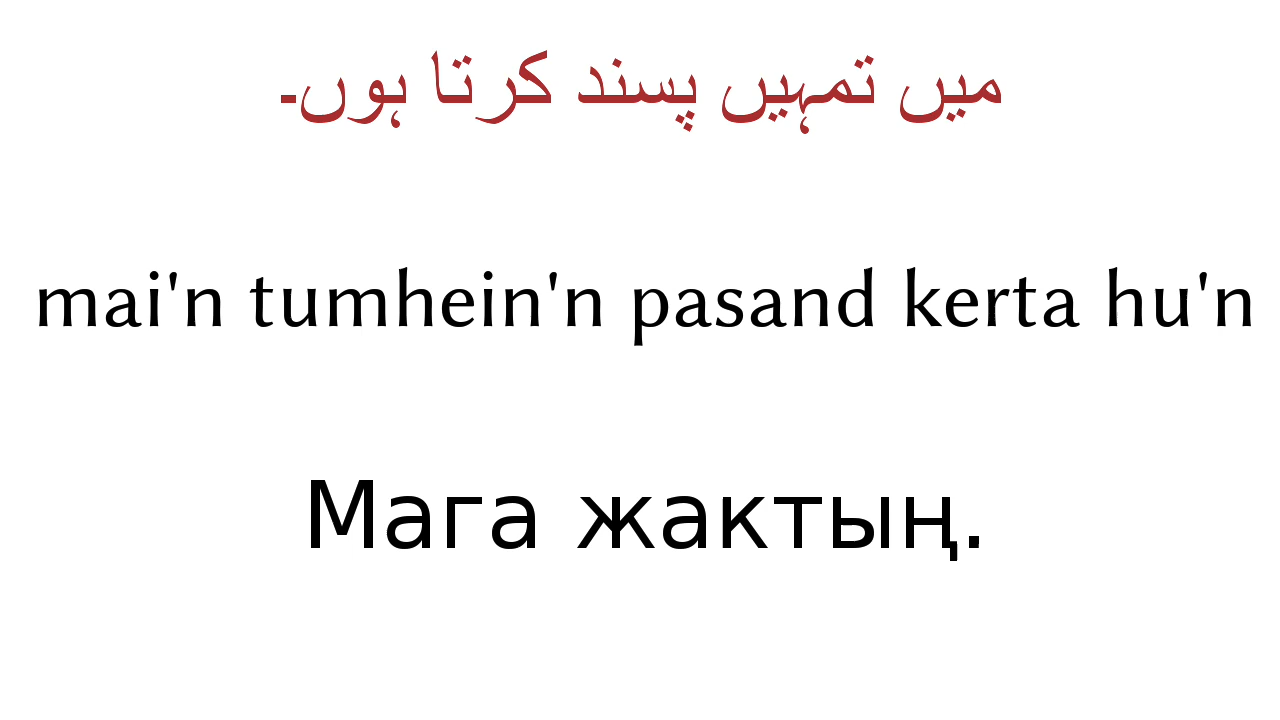 میں تمہیں پسند کرتا ہوں۔
mai'n tumhein'n pasand kerta hu'n
Мага жактың.